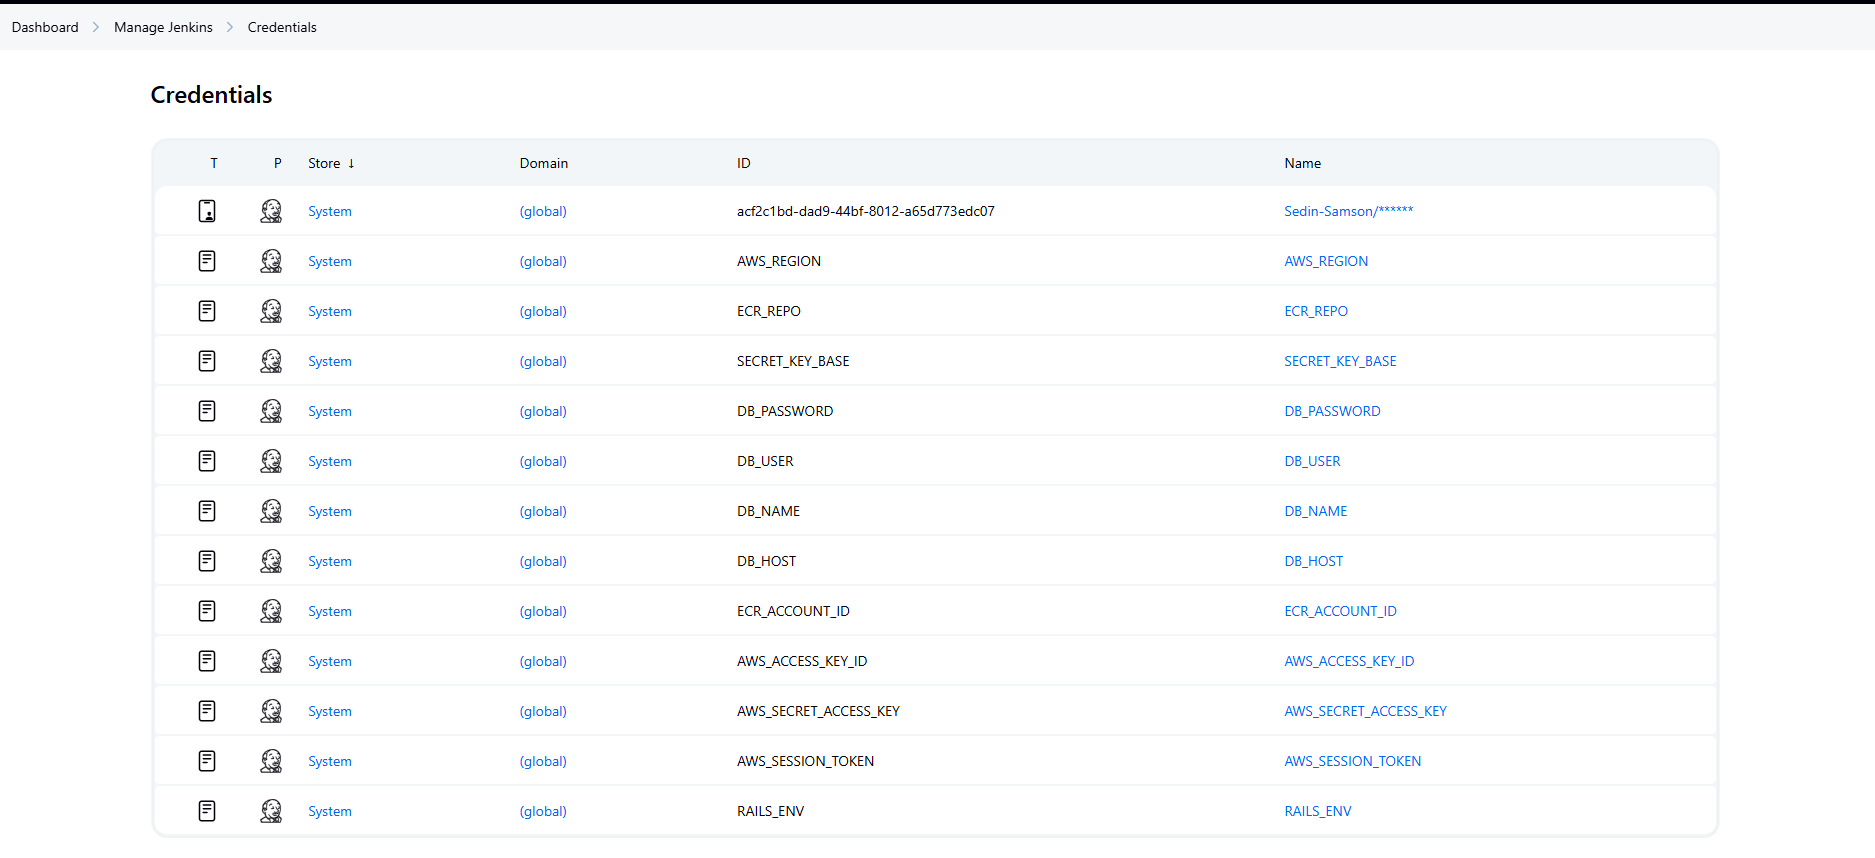 Dashboard > Manage Jenkins > Credentials
Credentials
T P Store ↓ Domain ID Name
System (global) acf2c1bd-dad9-44bf-8012-a65d773edc07 Sedin-Samson/******
System (global) AWS_REGION AWS_REGION
System (global) ECR_REPO ECR_REPO
System (global) SECRET_KEY_BASE SECRET_KEY_BASE
System (global) DB_PASSWORD DB_PASSWORD
System (global) DB_USER DB_USER
System (global) DB_NAME DB_NAME
System (global) DB_HOST DB_HOST
System (global) ECR_ACCOUNT_ID ECR_ACCOUNT_ID
System (global) AWS_ACCESS_KEY_ID AWS_ACCESS_KEY_ID
System (global) AWS_SECRET_ACCESS_KEY AWS_SECRET_ACCESS_KEY
System (global) AWS_SESSION_TOKEN AWS_SESSION_TOKEN
System (global) RAILS_ENV RAILS_ENV